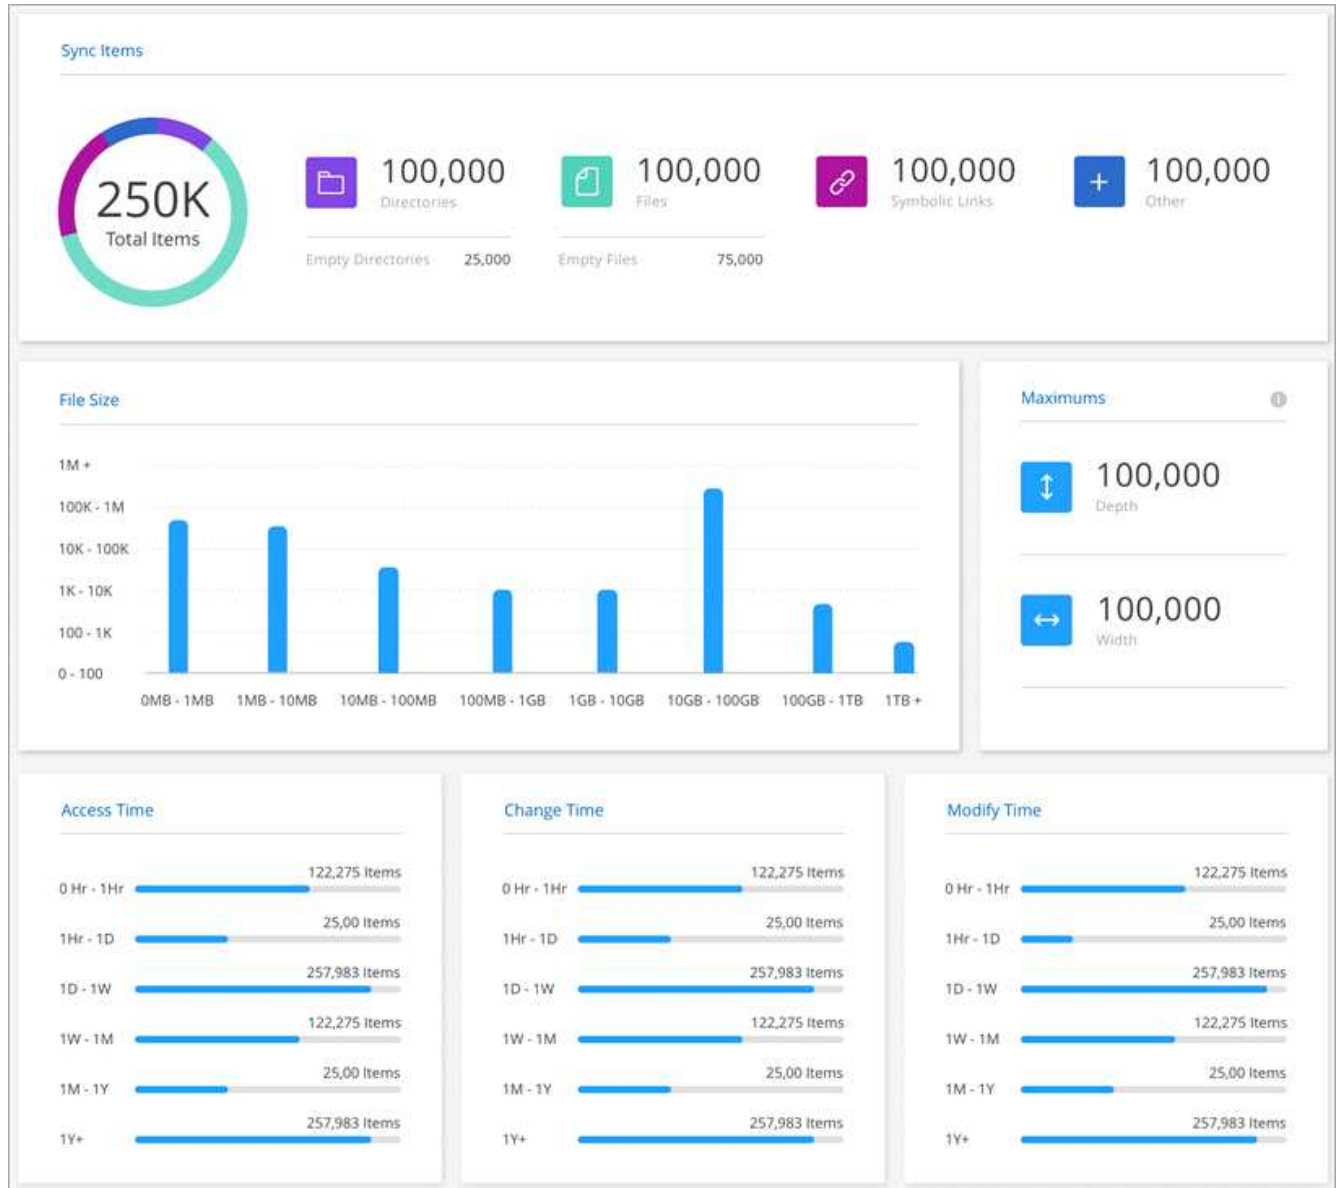 Sync Items
250K
Total Items
100,000
Directories
Empty Directories 25,000
100,000
Files
Empty Files 75,000
100,000
Symbolic Links
100,000
Other
File Size
1M +
100K - 1M
10K - 100K
1K - 10K
100 - 1K
0 - 100
0MB - 1MB 1MB - 10MB 10MB - 100MB 100MB - 1GB 1GB - 10GB 10GB - 100GB 100GB - 1TB 1TB +
Maximums
100,000
Depth
100,000
Width
Access Time
122,275 Items
0 Hr - 1Hr
25,00 Items
1Hr - 1D
257,983 Items
1D - 1W
122,275 Items
1W - 1M
25,00 Items
1M - 1Y
257,983 Items
1Y+
Change Time
122,275 Items
0 Hr - 1Hr
25,00 Items
1Hr - 1D
257,983 Items
1D - 1W
122,275 Items
1W - 1M
25,00 Items
1M - 1Y
257,983 Items
1Y+
Modify Time
122,275 Items
0 Hr - 1Hr
25,00 Items
1Hr - 1D
257,983 Items
1D - 1W
122,275 Items
1W - 1M
25,00 Items
1M - 1Y
257,983 Items
1Y+